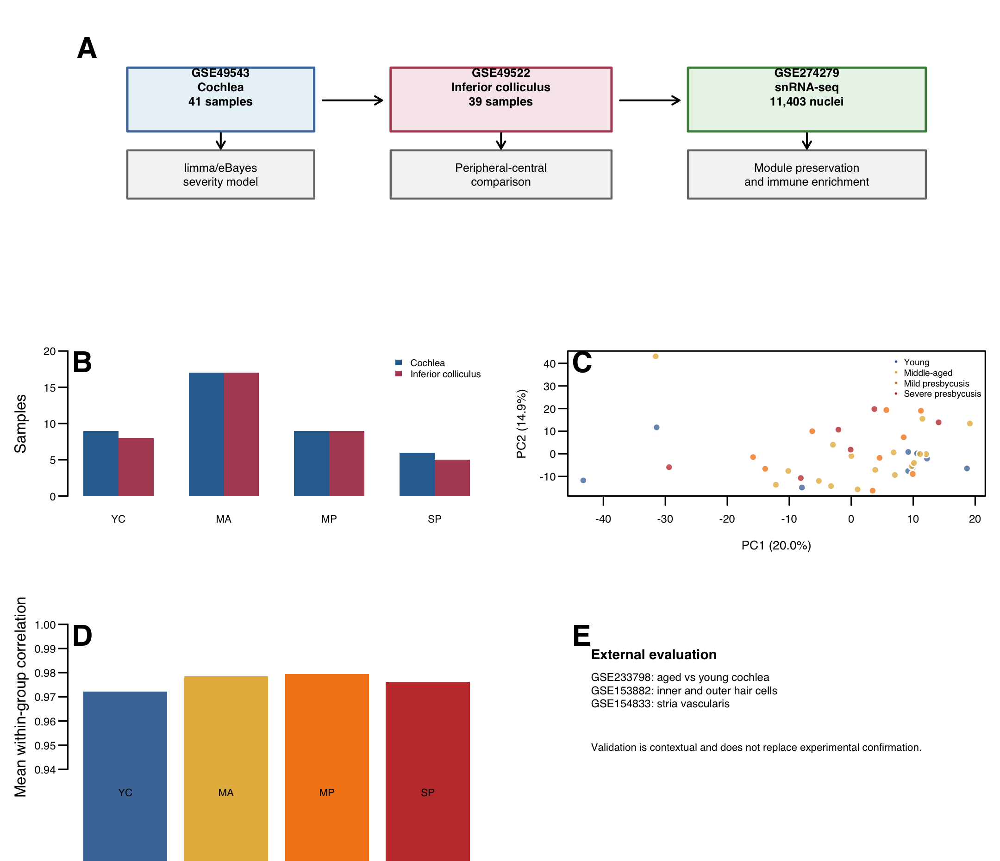 A
GSE49543
Cochlea
41 samples
GSE49522
Inferior colliculus
39 samples
GSE274279
snRNA-seq
11,403 nuclei
limma/eBayes
severity model
Peripheral-central
comparison
Module preservation
and immune enrichment
B
Samples
20
15
10
5
0
Cochlea
Inferior colliculus
YC
MA
MP
SP
C
PC2 (14.9%)
40
30
20
10
0
-10
Young
Middle-aged
Mild presbycusis
Severe presbycusis
-40
-30
-20
-10
0
10
20
PC1 (20.0%)
D
Mean within-group correlation
1.00
0.99
0.98
0.97
0.96
0.95
0.94
YC
MA
MP
SP
E
External evaluation
GSE233798: aged vs young cochlea
GSE153882: inner and outer hair cells
GSE154833: stria vascularis
Validation is contextual and does not replace experimental confirmation.